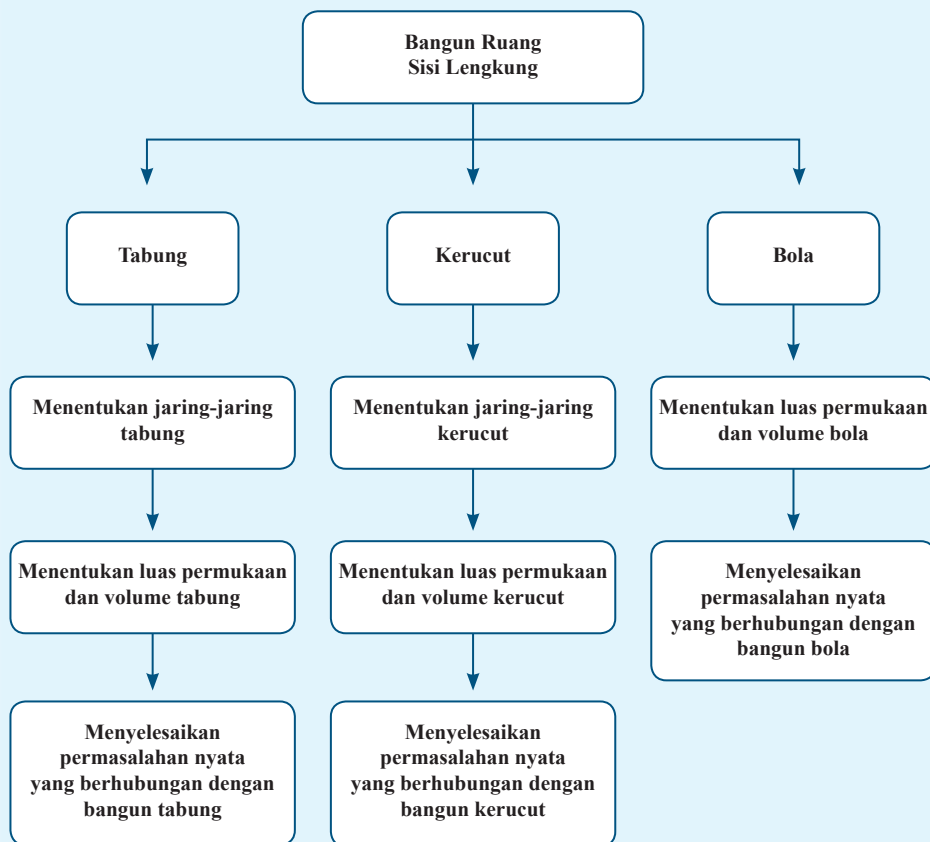 Bangun Ruang
Sisi Lengkung
Tabung
Kerucut
Bola
Menentukan jaring-jaring
tabung
Menentukan jaring-jaring
kerucut
Menentukan luas permukaan
dan volume bola
Menentukan luas permukaan
dan volume tabung
Menentukan luas permukaan
dan volume kerucut
Menyelesaikan
permasalahan nyata
yang berhubungan dengan
bangun bola
Menyelesaikan
permasalahan nyata
yang berhubungan dengan
bangun tabung
Menyelesaikan
permasalahan nyata
yang berhubungan dengan
bangun kerucut